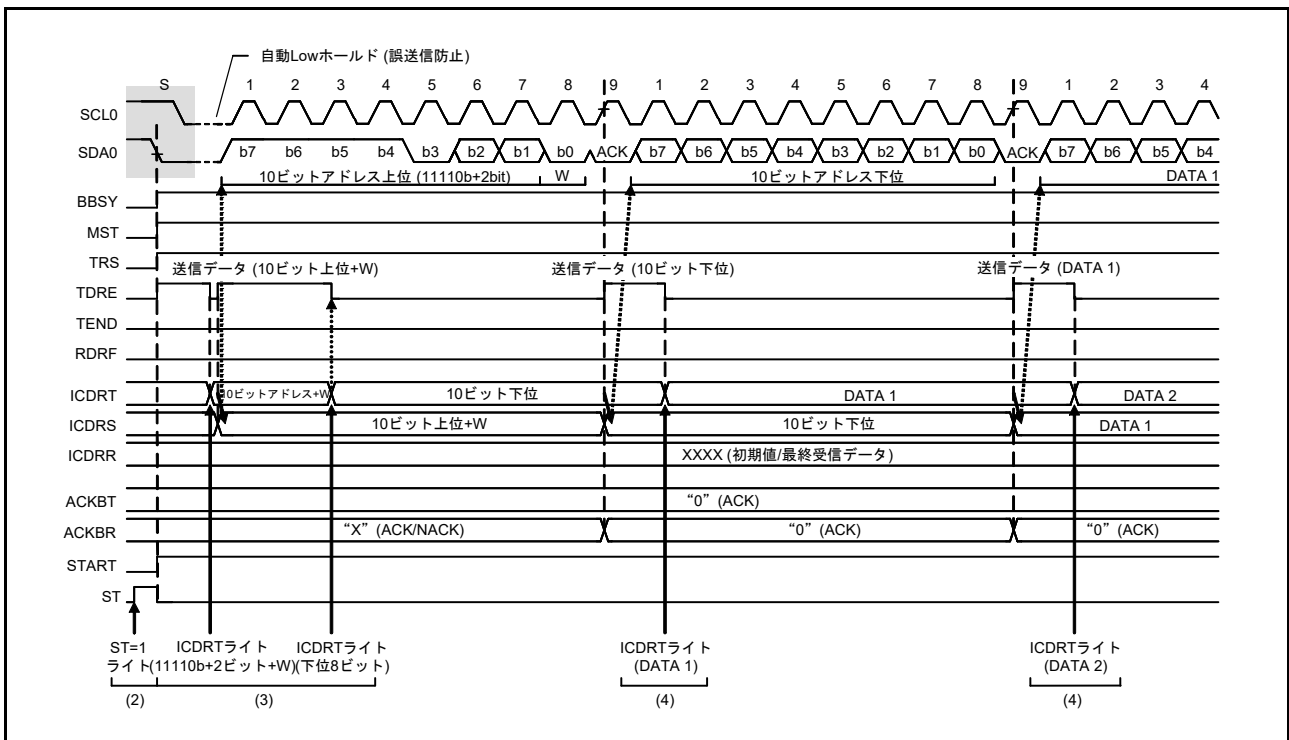 自動Lowホールド (誤送信防止)
S 1 2 3 4 5 6 7 8 9 1 2 3 4 5 6 7 8 9 1 2 3 4
SCL0
SDA0 b7 b6 b5 b4 b3 b2 b1 b0 ACK b7 b6 b5 b4 b3 b2 b1 b0 ACK b7 b6 b5 b4
10ビットアドレス上位 (11110b+2bit) W 10ビットアドレス下位 DATA 1
BBSY
MST
TRS
送信データ (10ビット上位+W) 送信データ (10ビット下位) 送信データ (DATA 1)
TDRE
TEND
RDRF
ICDRT 10ビットアドレス+W 10ビット下位 DATA 1 DATA 2
ICDRS 10ビット上位+W 10ビット下位 DATA 1
ICDRR XXXX (初期値/最終受信データ)
ACKBT “0” (ACK)
ACKBR “X” (ACK/NACK) “0” (ACK) “0” (ACK)
START
ST
ST=1 ICDRTライト ICDRTライト ICDRTライト ICDRTライト
ライト (11110b+2ビット+W) (下位8ビット) (DATA 1) (DATA 2)
(2) (3) (4) (4)